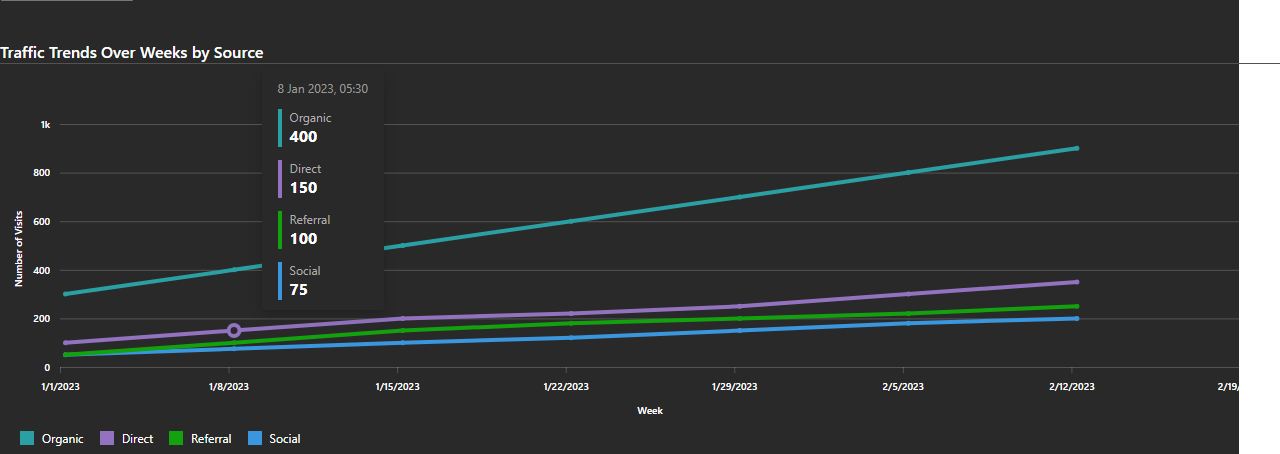 Traffic Trends Over Weeks by Source
8 Jan 2023, 05:30
Organic
400
Direct
150
Referral
100
Social
75
1k
800
600
400
200
0
Number of Visits
1/1/2023
1/8/2023
1/15/2023
1/22/2023
1/29/2023
2/5/2023
2/12/2023
2/19/
Week
Organic
Direct
Referral
Social